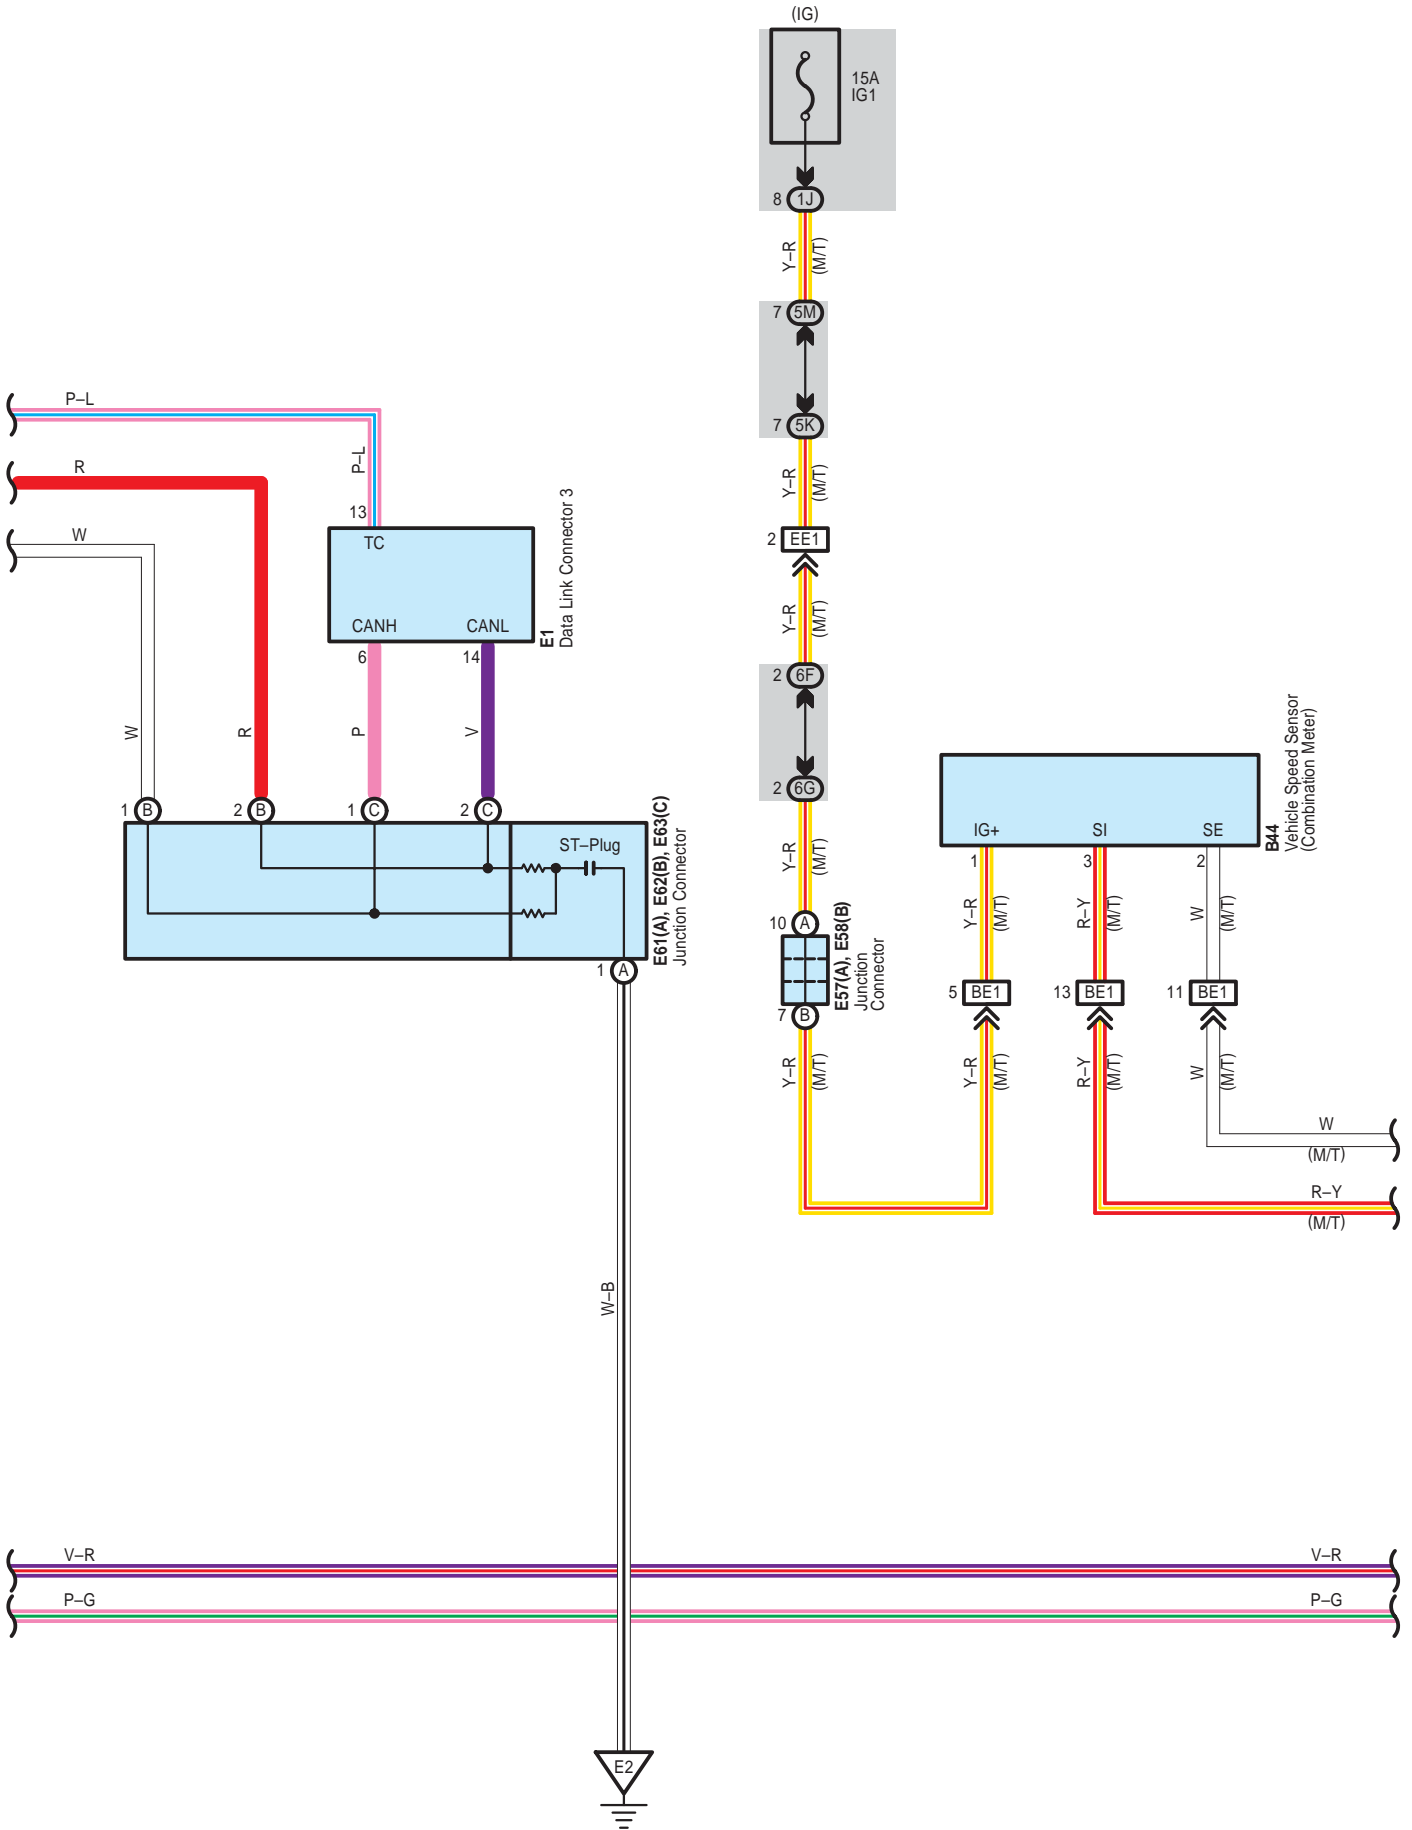 (IG)
15A
IG1
8 1J
Y–R
(M/T)
7 5M
7 5K
Y–R
(M/T)
2 EE1
Y–R
(M/T)
2 6F
2 6G
Y–R
(M/T)
10 A
E57(A), E58(B)
Junction
Connector
7 B
Y–R
(M/T)
P–L
P–L
R
W
13
TC
CANH
CANL
E1
Data Link Connector 3
6
14
W
R
P
V
1 B
2 B
1 C
2 C
ST–Plug
E61(A), E62(B), E63(C)
Junction Connector
1 A
W–B
IG+
SI
SE
B44
Vehicle Speed Sensor
(Combination Meter)
1
3
2
Y–R
(M/T)
R–Y
(M/T)
W
(M/T)
5 BE1
13 BE1
11 BE1
Y–R
(M/T)
R–Y
(M/T)
W
(M/T)
W
(M/T)
R–Y
(M/T)
V–R
V–R
P–G
P–G
E2